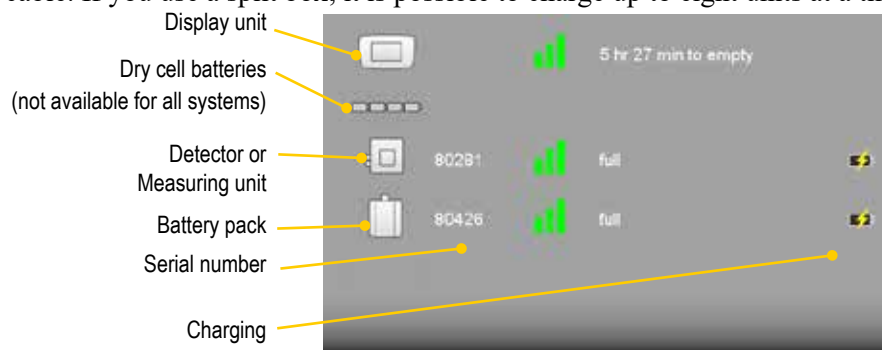 Display unit
5 hr 27 min to empty
Dry cell batteries
(not available for all systems)
Detector or
Measuring unit
80281 full
Battery pack
80426 full
Serial number
Charging